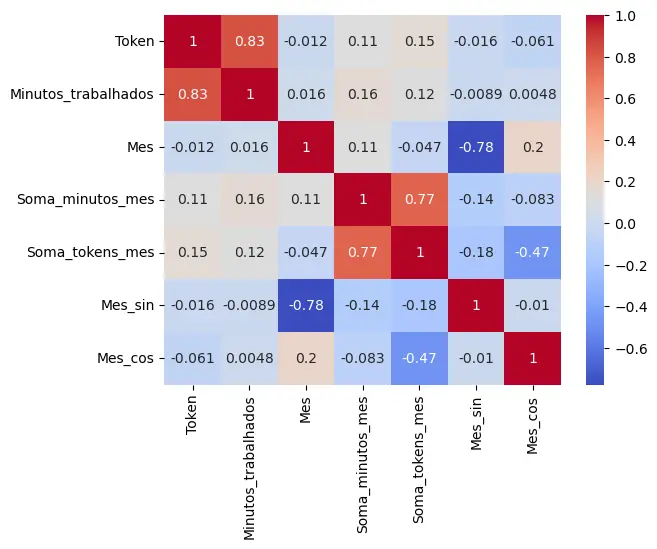 Token 1 0.83 -0.012 0.11 0.15 -0.016 -0.061
Minutos_trabalhados 0.83 1 0.016 0.16 0.12 -0.0089 0.0048
Mes -0.012 0.016 1 0.11 -0.047 -0.78 0.2
Soma_minutos_mes 0.11 0.16 0.11 1 0.77 -0.14 -0.083
Soma_tokens_mes 0.15 0.12 -0.047 0.77 1 -0.18 -0.47
Mes_sin -0.016 -0.0089 -0.78 -0.14 -0.18 1 -0.01
Mes_cos -0.061 0.0048 0.2 -0.083 -0.47 -0.01 1
Token
Minutos_trabalhados
Mes
Soma_minutos_mes
Soma_tokens_mes
Mes_sin
Mes_cos
1.0
0.8
0.6
0.4
0.2
0.0
−0.2
−0.4
−0.6